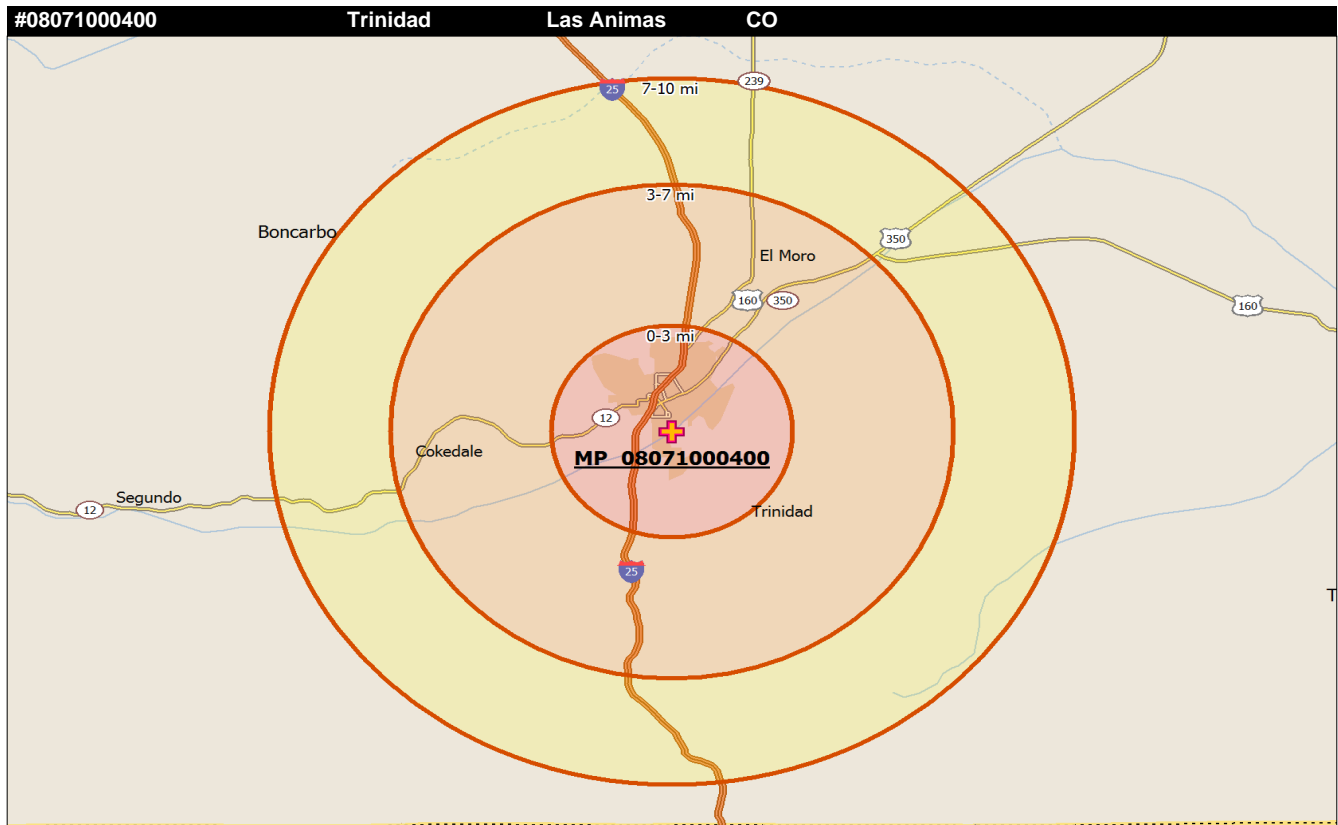 #08071000400 Trinidad Las Animas CO
25
7-10 mi
239
3-7 mi
Boncarbo
350
El Moro
160
350
160
0-3 mi
12
Cokedale
MP 08071000400
Segundo
12
Trinidad
25
T